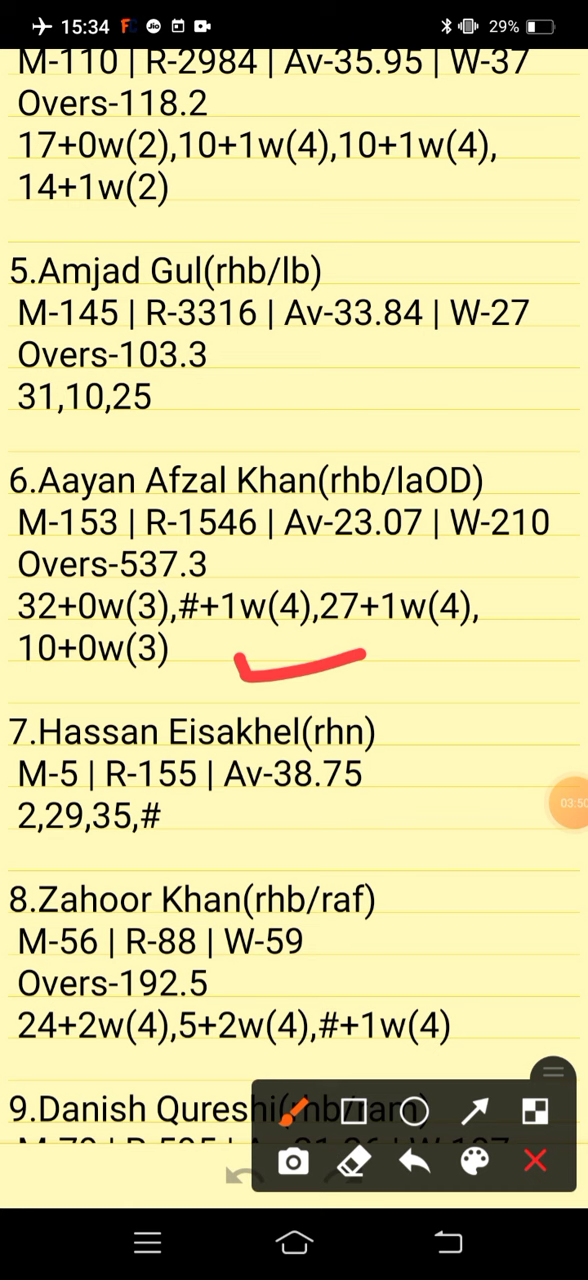 15:34
29%
M-110 | R-2984 | Av-35.95 | W-37
Overs-118.2
17+0w(2),10+1w(4),10+1w(4),
14+1w(2)
5.Amjad Gul(rhb/lb)
M-145 | R-3316 | Av-33.84 | W-27
Overs-103.3
31,10,25
6.Aayan Afzal Khan(rhb/laOD)
M-153 | R-1546 | Av-23.07 | W-210
Overs-537.3
32+0w(3),#+1w(4),27+1w(4),
10+0w(3)
7.Hassan Eisakhel(rhn)
M-5 | R-155 | Av-38.75
2,29,35,#
03:50
8.Zahoor Khan(rhb/raf)
M-56 | R-88 | W-59
Overs-192.5
24+2w(4),5+2w(4),#+1w(4)
9.Danish Qureshi(rhb/ram)